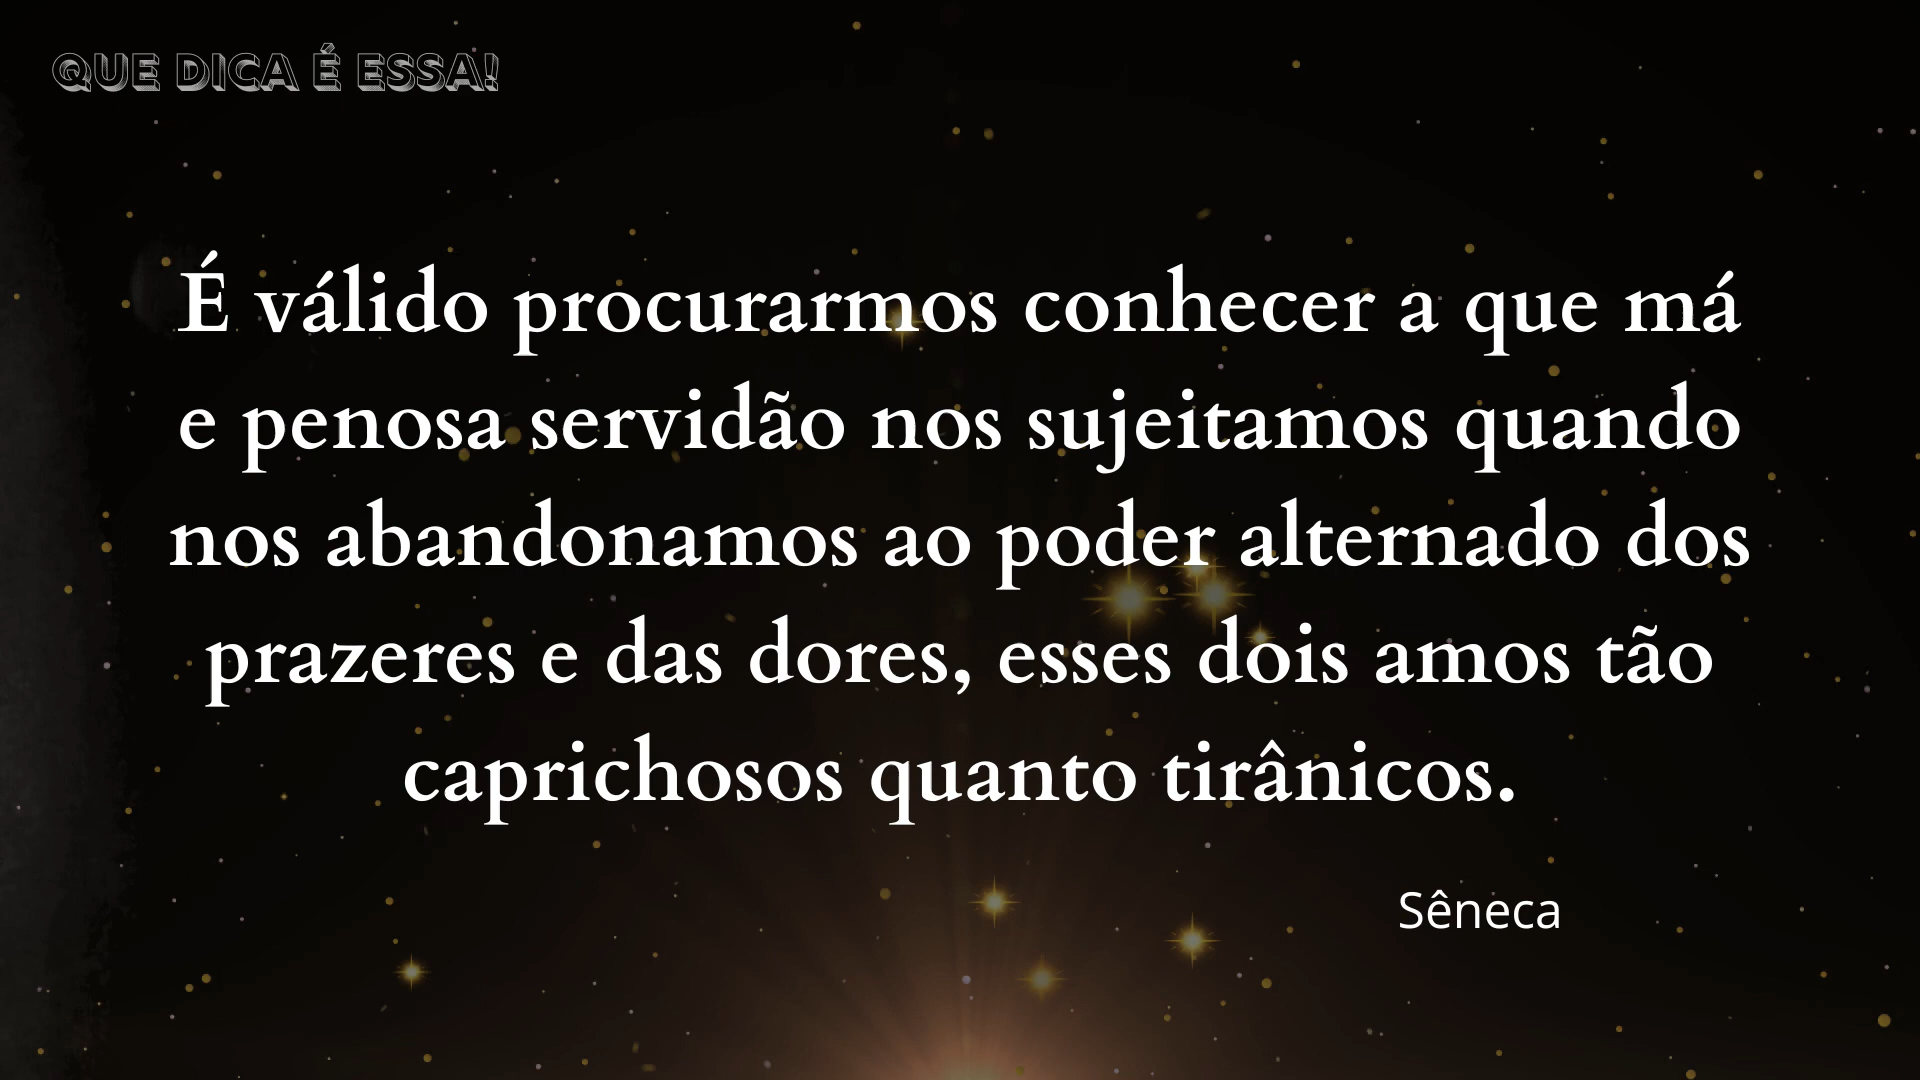 QUE DICA É ESSA!
É válido procurarmos conhecer a que má
e penosa servidão nos sujeitamos quando
nos abandonamos ao poder alternado dos
prazeres e das dores, esses dois amos tão
caprichosos quanto tirânicos.
Sêneca